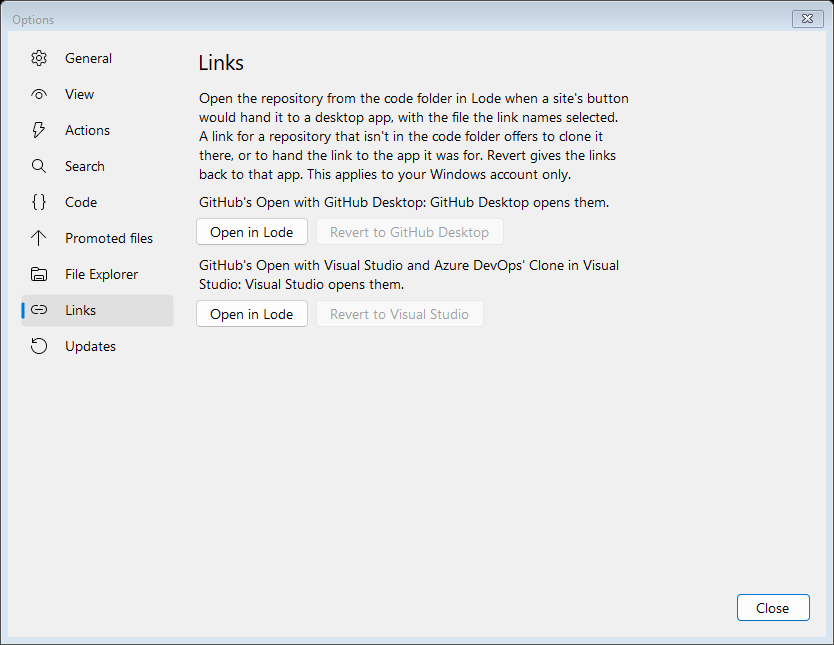 Options
General
View
Actions
Search
Code
Promoted files
File Explorer
Links
Updates
Links
Open the repository from the code folder in Lode when a site's button
would hand it to a desktop app, with the file the link names selected.
A link for a repository that isn't in the code folder offers to clone it
there, or to hand the link to the app it was for. Revert gives the links
back to that app. This applies to your Windows account only.
GitHub's Open with GitHub Desktop: GitHub Desktop opens them.
Open in Lode
Revert to GitHub Desktop
GitHub's Open with Visual Studio and Azure DevOps' Clone in Visual
Studio: Visual Studio opens them.
Open in Lode
Revert to Visual Studio
Close